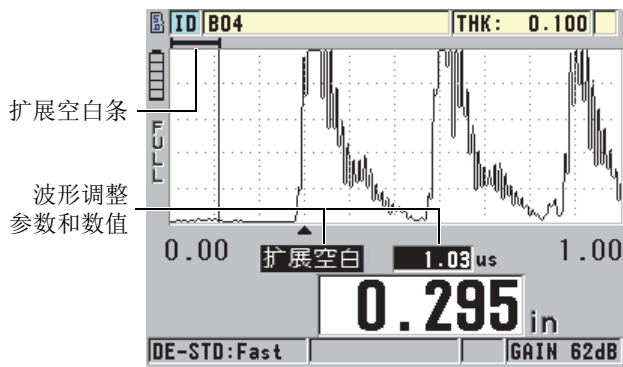 ID B04 THK: 0.100
扩展空白条
FULL
波形调整
参数和数值
0.00 扩展空白 1.03 us 1.00
0.295 in
DE-STD:Fast GAIN 62dB